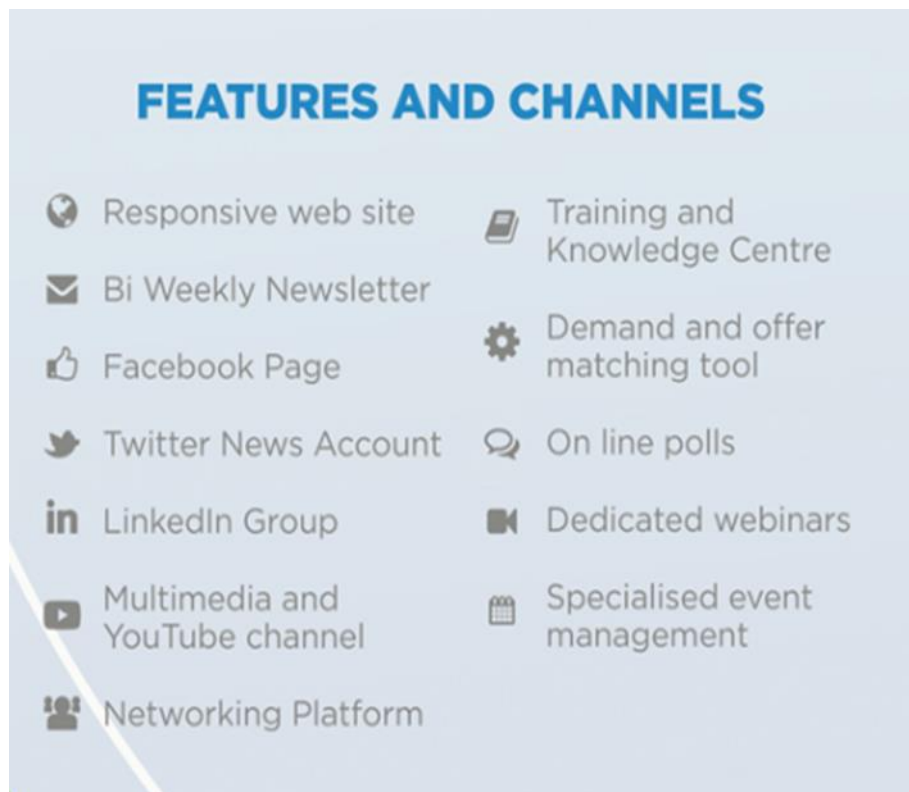 FEATURES AND CHANNELS
Responsive web site
Bi Weekly Newsletter
Facebook Page
Twitter News Account
LinkedIn Group
Multimedia and
YouTube channel
Networking Platform
Training and
Knowledge Centre
Demand and offer
matching tool
On line polls
Dedicated webinars
Specialised event
management